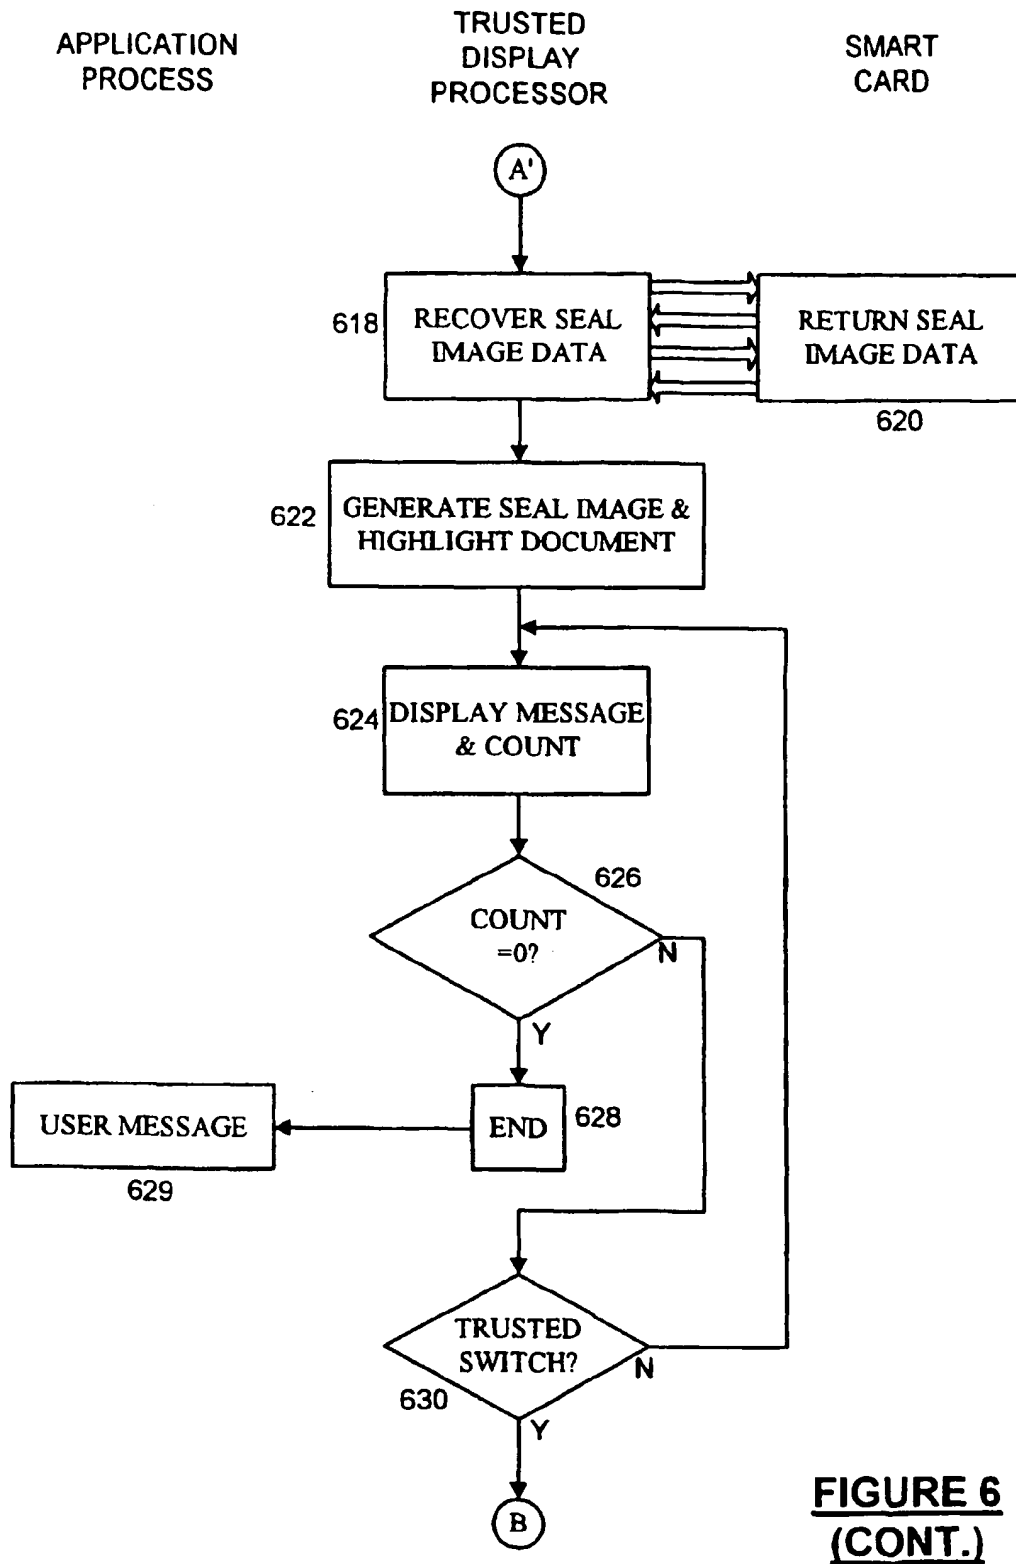 APPLICATION
PROCESS
TRUSTED
DISPLAY
PROCESSOR
SMART
CARD
A'
618
RECOVER SEAL
IMAGE DATA
RETURN SEAL
IMAGE DATA
620
622
GENERATE SEAL IMAGE &
HIGHLIGHT DOCUMENT
624
DISPLAY MESSAGE
& COUNT
626
COUNT
=0?
N
Y
USER MESSAGE
629
END
628
TRUSTED
SWITCH?
N
630
Y
B
FIGURE 6
(CONT.)